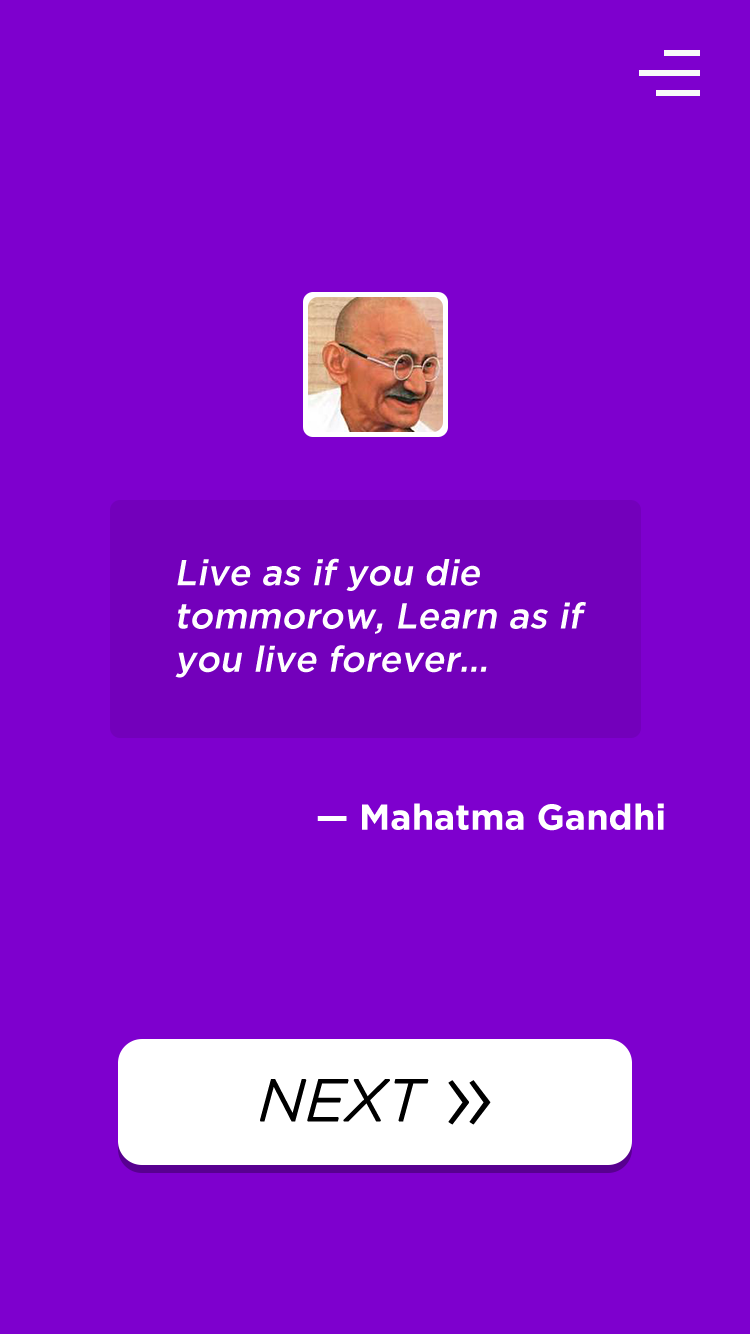 Live as if you die
tommorow, Learn as if
you live forever...
— Mahatma Gandhi
NEXT »